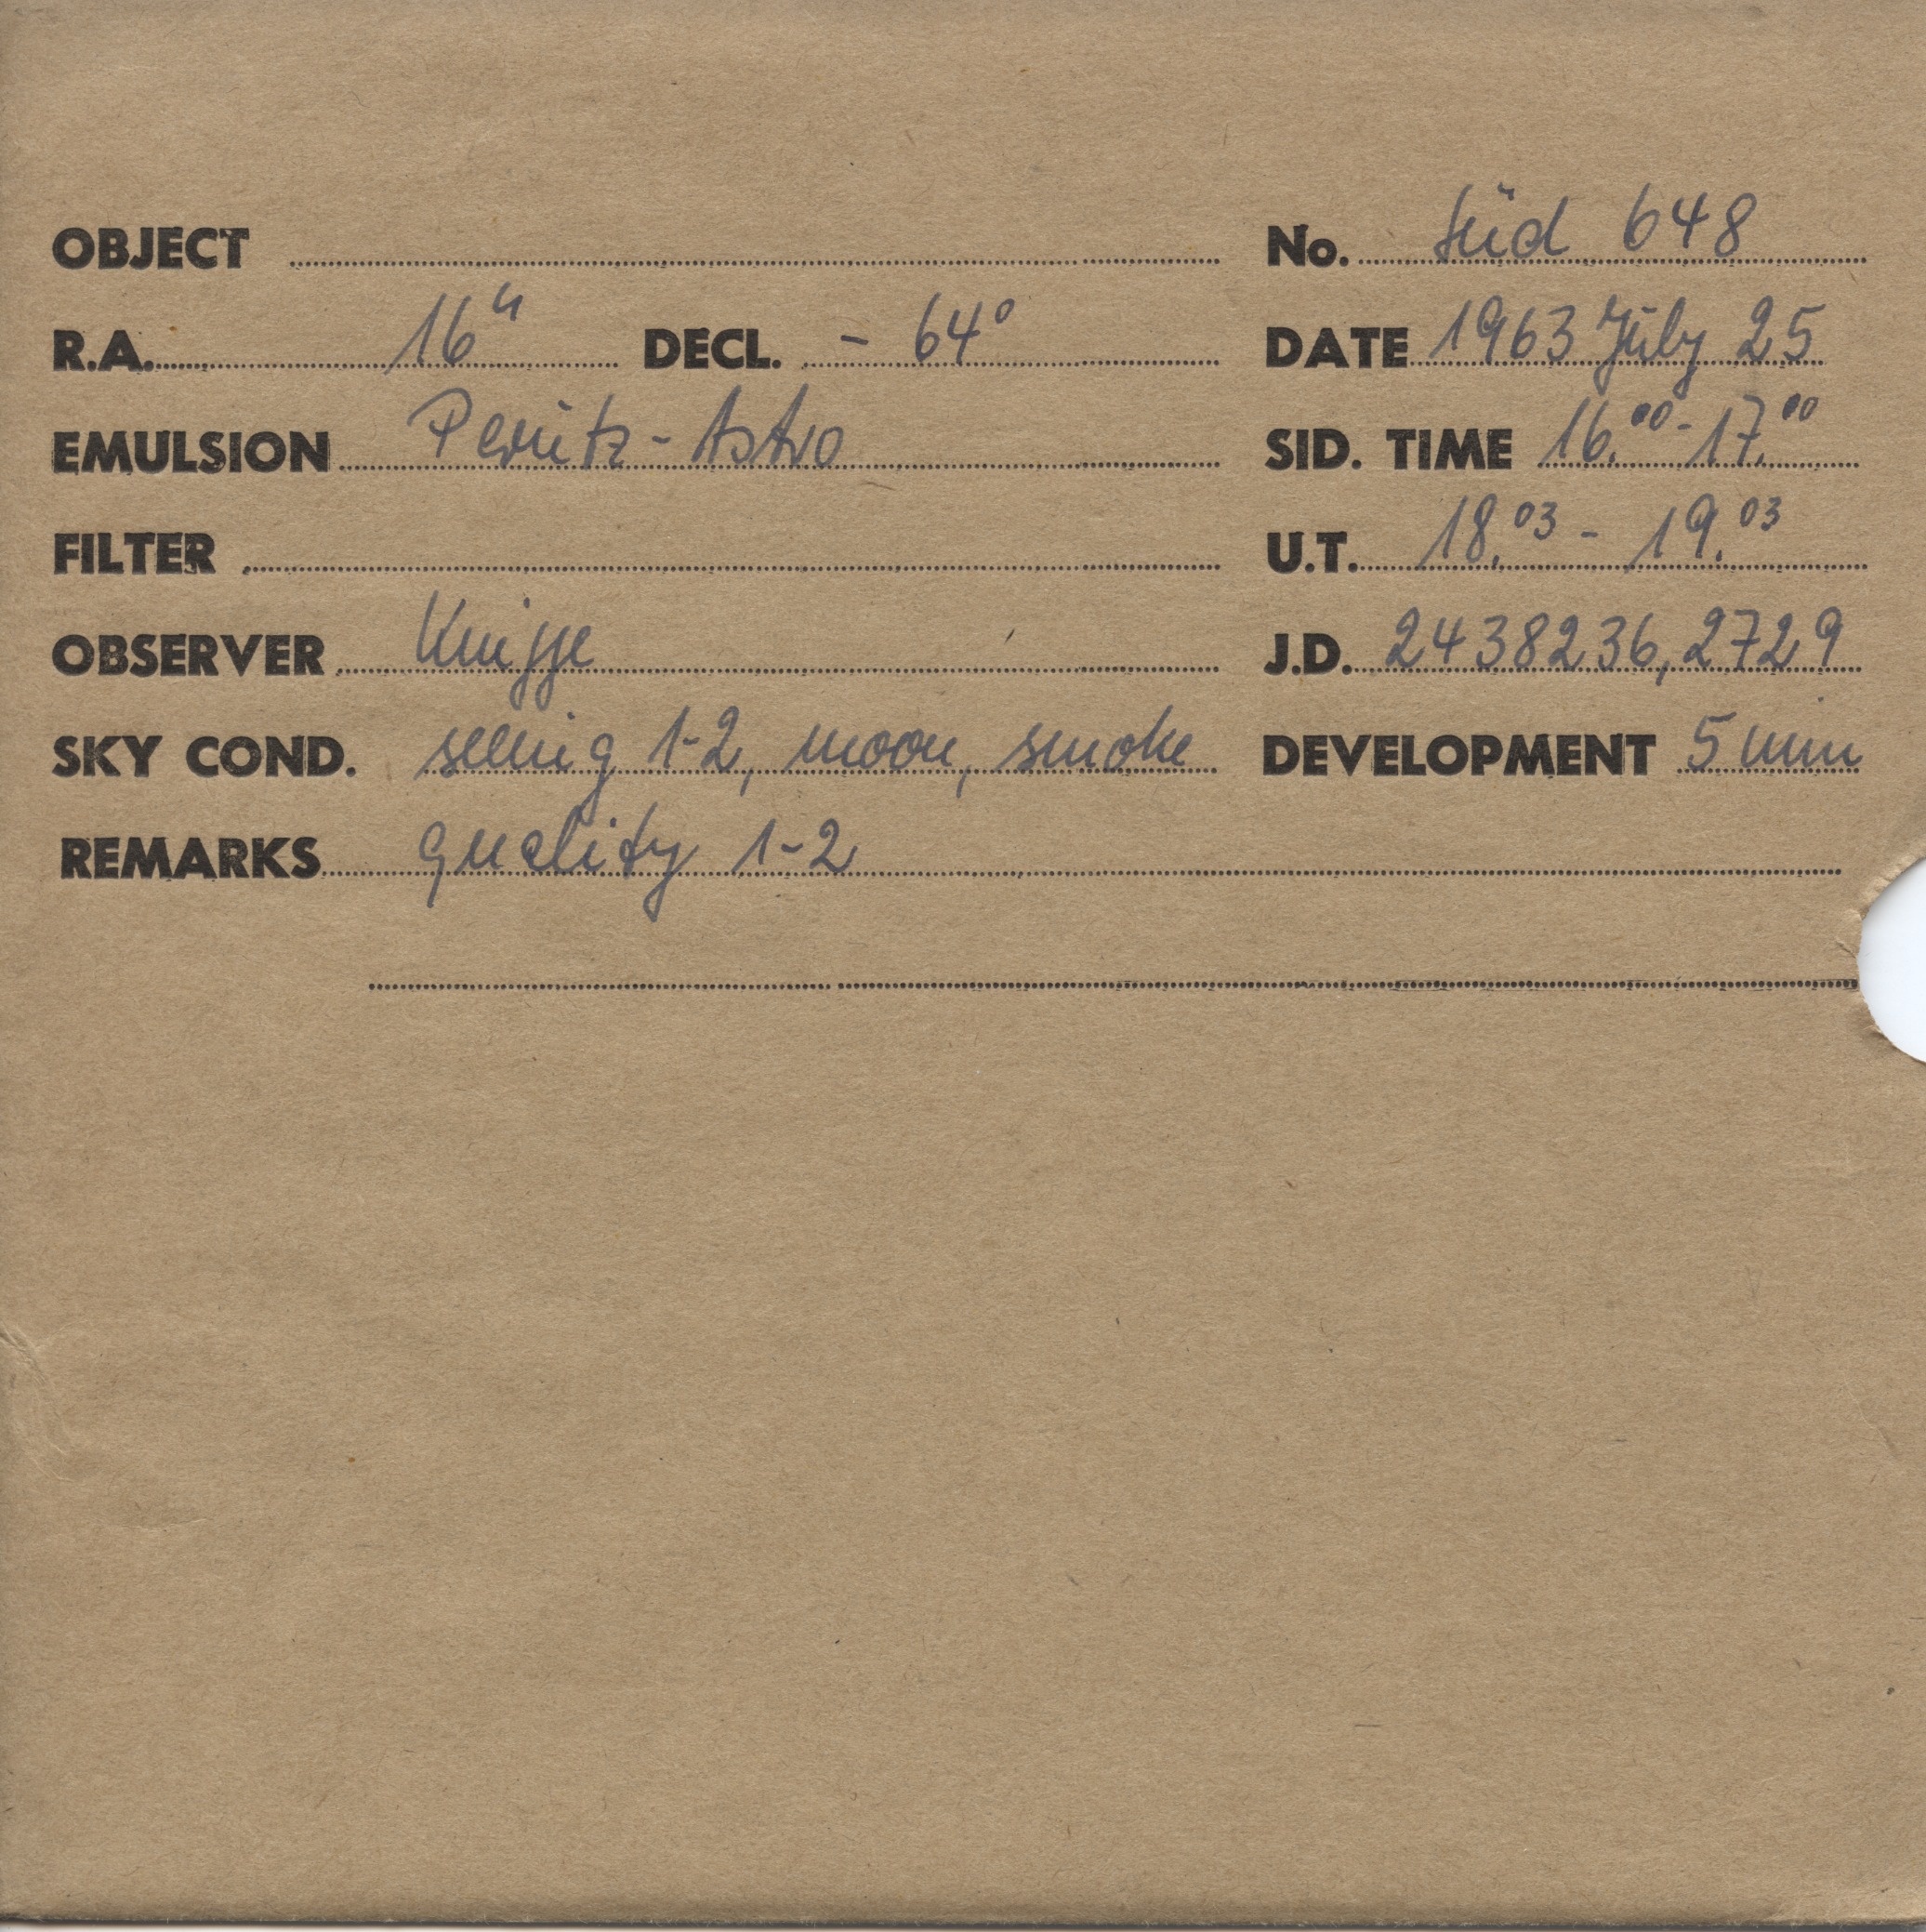 OBJECT No. Süd 648
R.A. 16ʰ DECL. - 64°
DATE 1963 July 25
EMULSION Perutz-Astro
SID. TIME 16.⁰⁰-17.⁰⁰
FILTER
U.T. 18.⁰³ - 19.⁰³
OBSERVER Knigge
J.D. 2438236,2729
SKY COND. seeing 1-2, moon, smoke
DEVELOPMENT 5 min
REMARKS quality 1-2